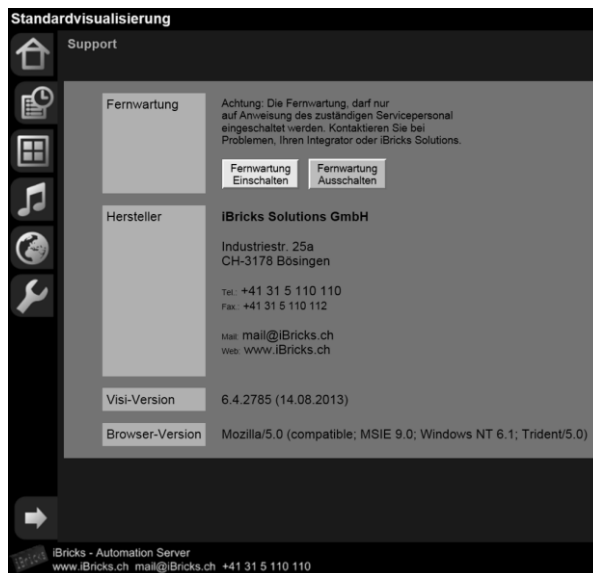 Standardvisualisierung
Support
Fernwartung
Achtung: Die Fernwartung, darf nur
auf Anweisung des zuständigen Servicepersonal
eingeschaltet werden. Kontaktieren Sie bei
Problemen, Ihren Integrator oder iBricks Solutions.
Fernwartung
Einschalten
Fernwartung
Ausschalten
Hersteller
iBricks Solutions GmbH
Industriestr. 25a
CH-3178 Bösingen
Tel.: +41 31 5 110 110
Fax.: +41 31 5 110 112
Mail: mail@iBricks.ch
Web: www.iBricks.ch
Visi-Version
6.4.2785 (14.08.2013)
Browser-Version
Mozilla/5.0 (compatible; MSIE 9.0; Windows NT 6.1; Trident/5.0)
iBricks
iBricks - Automation Server
www.iBricks.ch mail@iBricks.ch +41 31 5 110 110